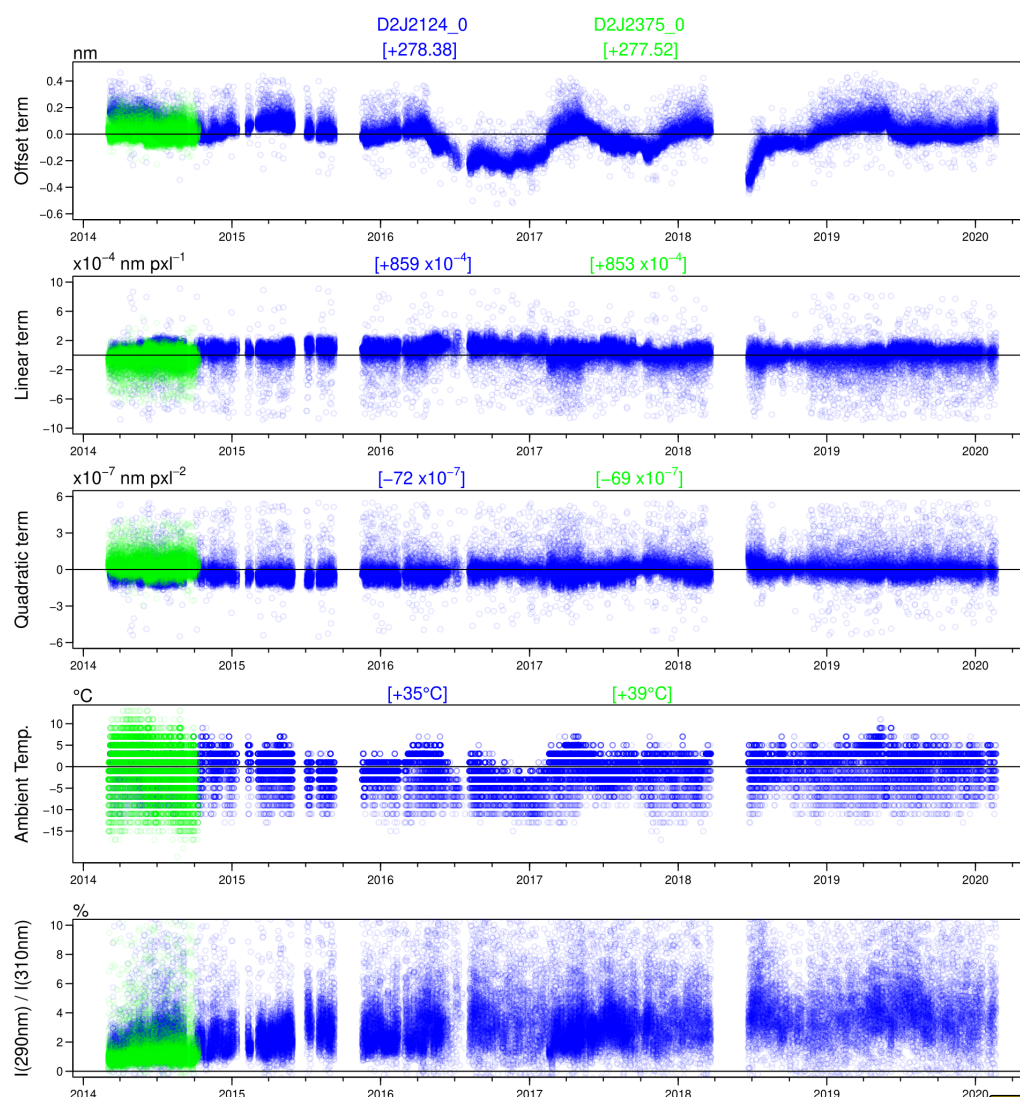 D2J2124_0 D2J2375_0
[+278.38] [+277.52]
nm
Offset term
0.4
0.2
0.0
−0.2
−0.4
−0.6
2014 2015 2016 2017 2018 2019 2020
x10⁻⁴ nm pxl⁻¹ [+859 x10⁻⁴] [+853 x10⁻⁴]
Linear term
10
6
2
−2
−6
−10
2014 2015 2016 2017 2018 2019 2020
x10⁻⁷ nm pxl⁻² [−72 x10⁻⁷] [−69 x10⁻⁷]
Quadratic term
6
3
0
−3
−6
2014 2015 2016 2017 2018 2019 2020
°C [+35°C] [+39°C]
Ambient Temp.
10
5
0
−5
−10
−15
2014 2015 2016 2017 2018 2019 2020
%
I(290nm) / I(310nm)
10
8
6
4
2
0
2014 2015 2016 2017 2018 2019 2020